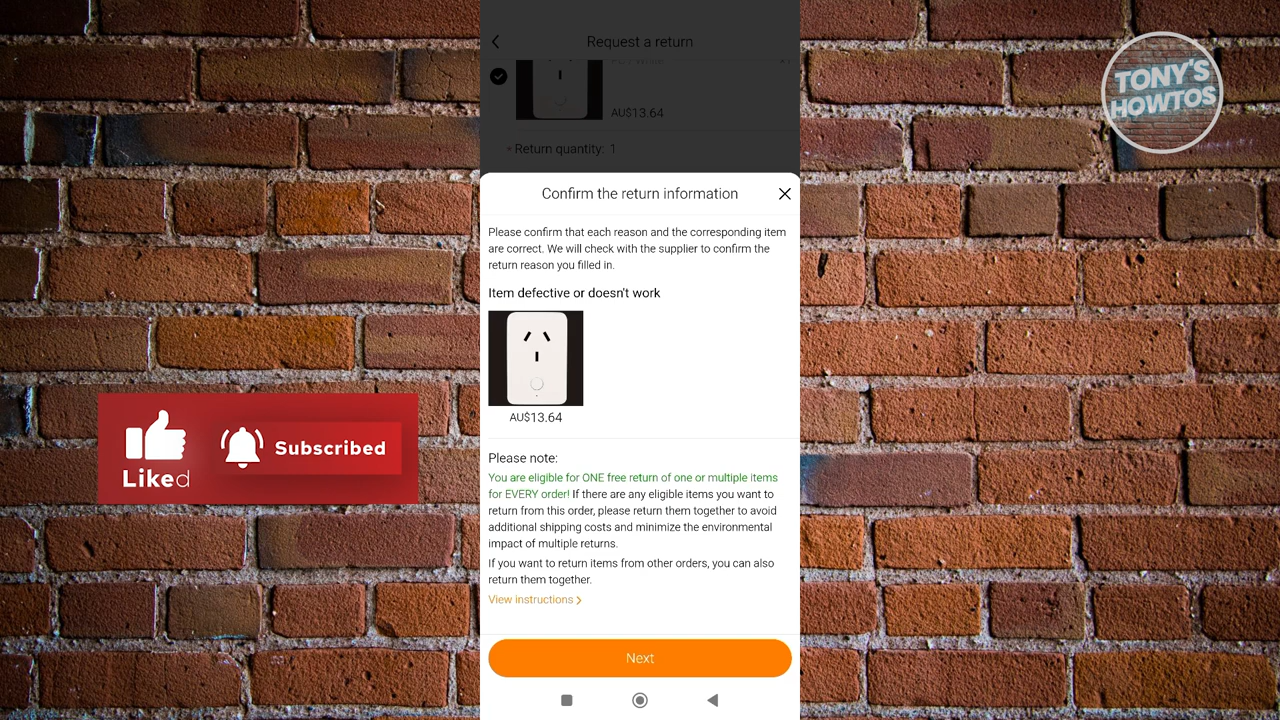 Request a return
AU$13.64
Return quantity: 1
Confirm the return information
Please confirm that each reason and the corresponding item
are correct. We will check with the supplier to confirm the
return reason you filled in.
Item defective or doesn't work
AU$13.64
Please note:
You are eligible for ONE free return of one or multiple items
for EVERY order! If there are any eligible items you want to
return from this order, please return them together to avoid
additional shipping costs and minimize the environmental
impact of multiple returns.
If you want to return items from other orders, you can also
return them together.
View instructions >
Next
TONY'S
HOWTOS
Liked
Subscribed